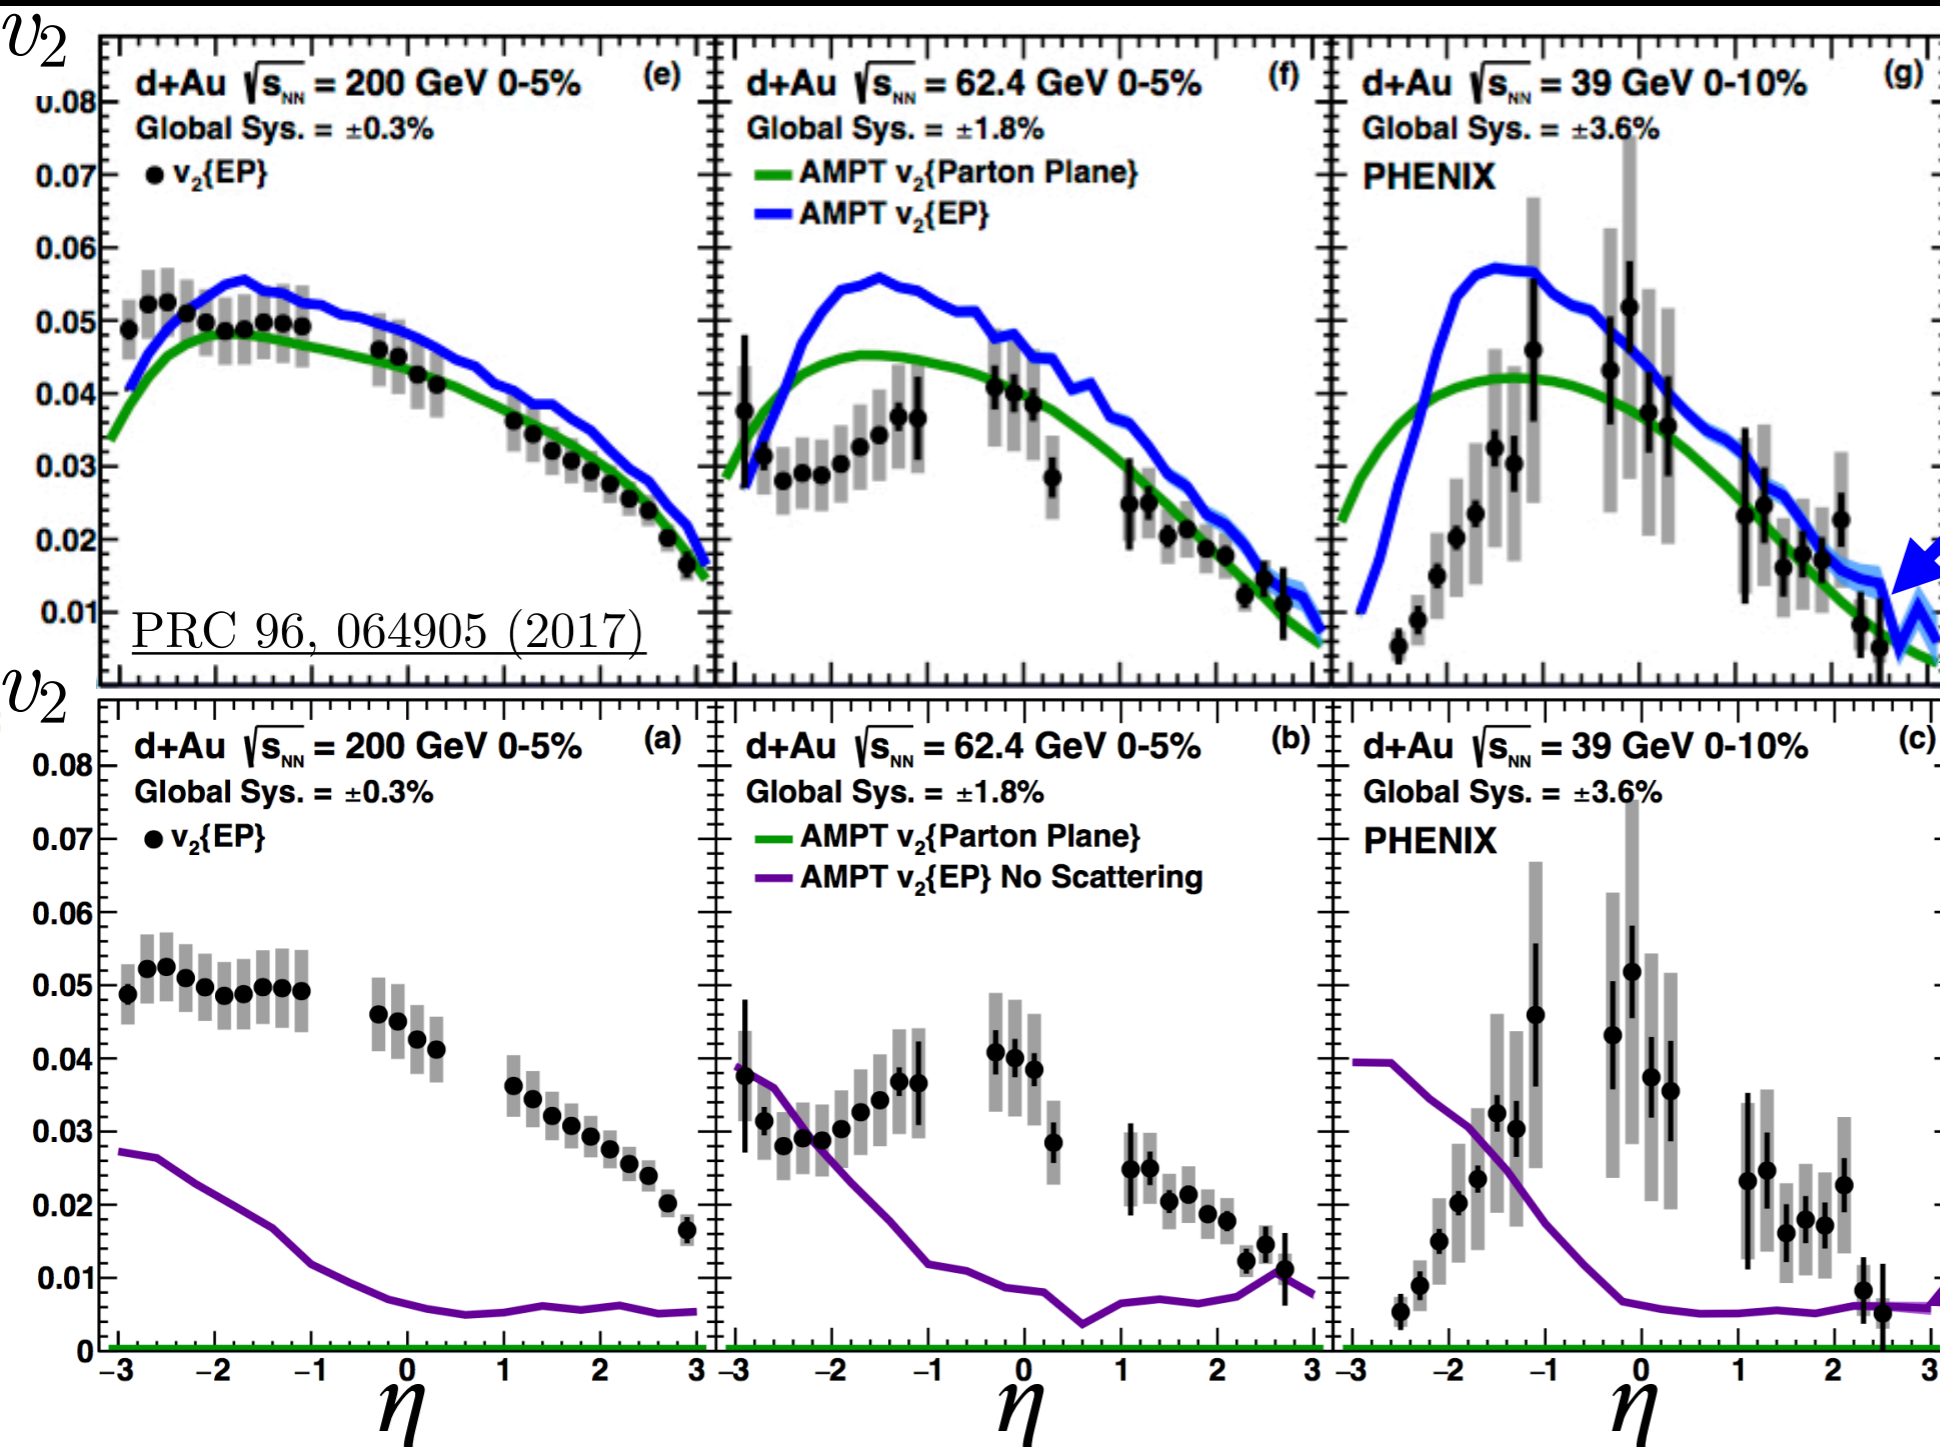 v2
d+Au √sNN = 200 GeV 0-5% (e)
Global Sys. = ±0.3%
v2{EP}
0.08
0.07
0.06
0.05
0.04
0.03
0.02
0.01
PRC 96, 064905 (2017)
d+Au √sNN = 62.4 GeV 0-5% (f)
Global Sys. = ±1.8%
AMPT v2{Parton Plane}
AMPT v2{EP}
d+Au √sNN = 39 GeV 0-10% (g)
Global Sys. = ±3.6%
PHENIX
v2
d+Au √sNN = 200 GeV 0-5% (a)
Global Sys. = ±0.3%
v2{EP}
0.08
0.07
0.06
0.05
0.04
0.03
0.02
0.01
0
d+Au √sNN = 62.4 GeV 0-5% (b)
Global Sys. = ±1.8%
AMPT v2{Parton Plane}
AMPT v2{EP} No Scattering
d+Au √sNN = 39 GeV 0-10% (c)
Global Sys. = ±3.6%
PHENIX
−3 −2 −1 0 1 2 3
−3 −2 −1 0 1 2 3
−3 −2 −1 0 1 2 3
η η η